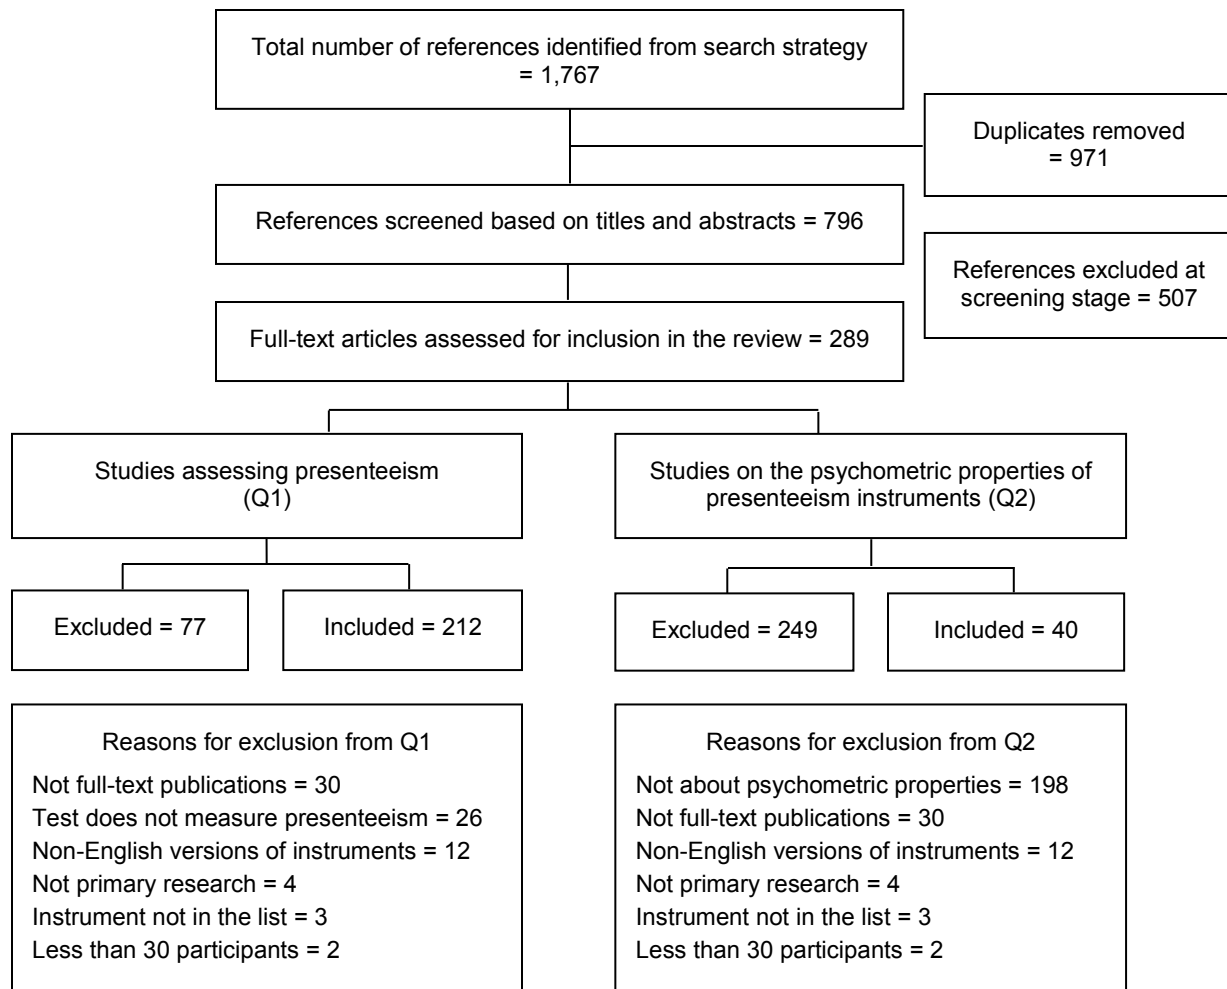 Total number of references identified from search strategy
= 1,767
Duplicates removed
= 971
References screened based on titles and abstracts = 796
References excluded at
screening stage = 507
Full-text articles assessed for inclusion in the review = 289
Studies assessing presenteeism
(Q1)
Studies on the psychometric properties of
presenteeism instruments (Q2)
Excluded = 77
Included = 212
Excluded = 249
Included = 40
Reasons for exclusion from Q1
Not full-text publications = 30
Test does not measure presenteeism = 26
Non-English versions of instruments = 12
Not primary research = 4
Instrument not in the list = 3
Less than 30 participants = 2
Reasons for exclusion from Q2
Not about psychometric properties = 198
Not full-text publications = 30
Non-English versions of instruments = 12
Not primary research = 4
Instrument not in the list = 3
Less than 30 participants = 2